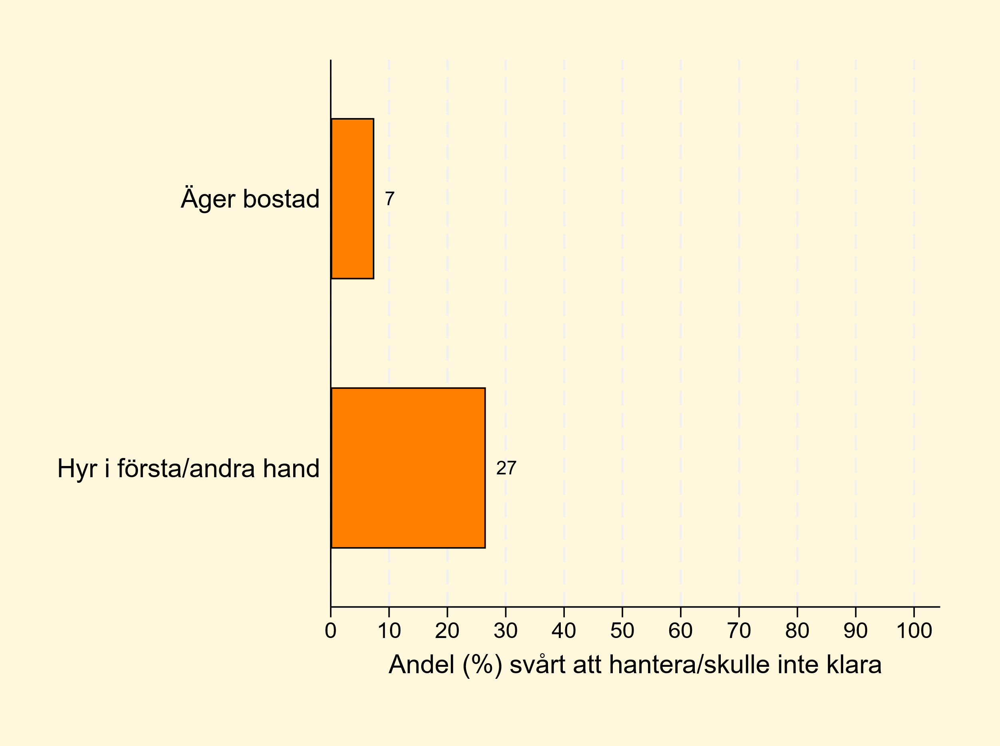 Äger bostad
7
Hyr i första/andra hand
27
0 10 20 30 40 50 60 70 80 90 100
Andel (%) svårt att hantera/skulle inte klara